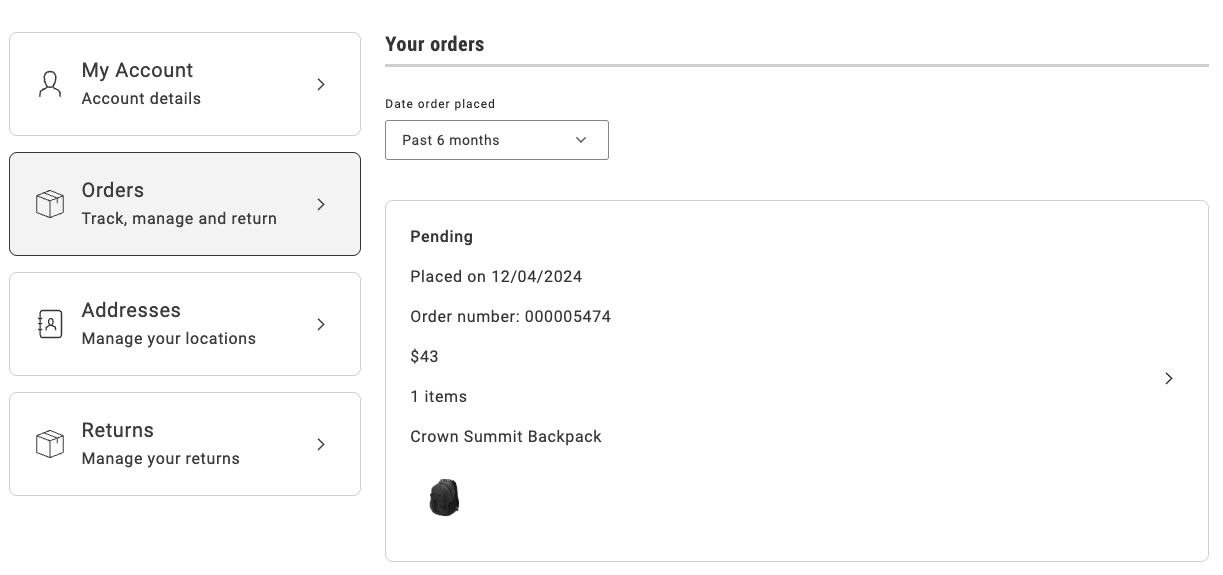 My Account
Account details
Orders
Track, manage and return
Addresses
Manage your locations
Returns
Manage your returns
Your orders
Date order placed
Past 6 months
Pending
Placed on 12/04/2024
Order number: 000005474
$43
1 items
Crown Summit Backpack